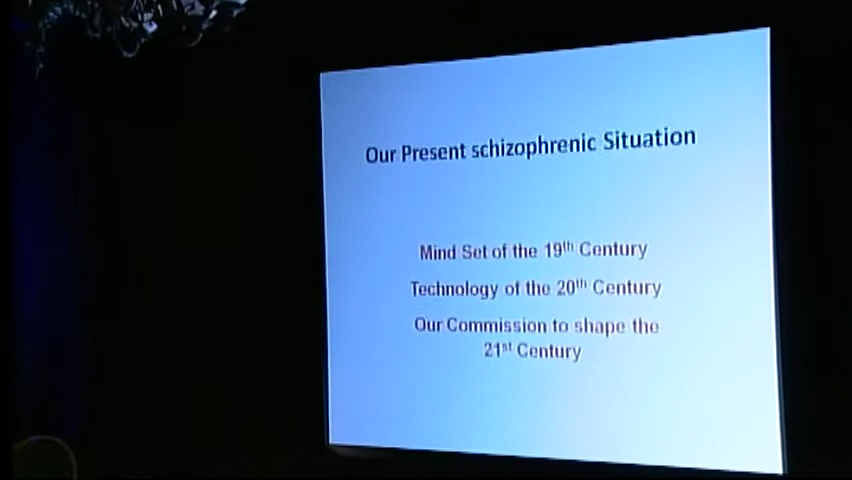 Our Present schizophrenic Situation
Mind Set of the 19th Century
Technology of the 20th Century
Our Commission to shape the
21st Century